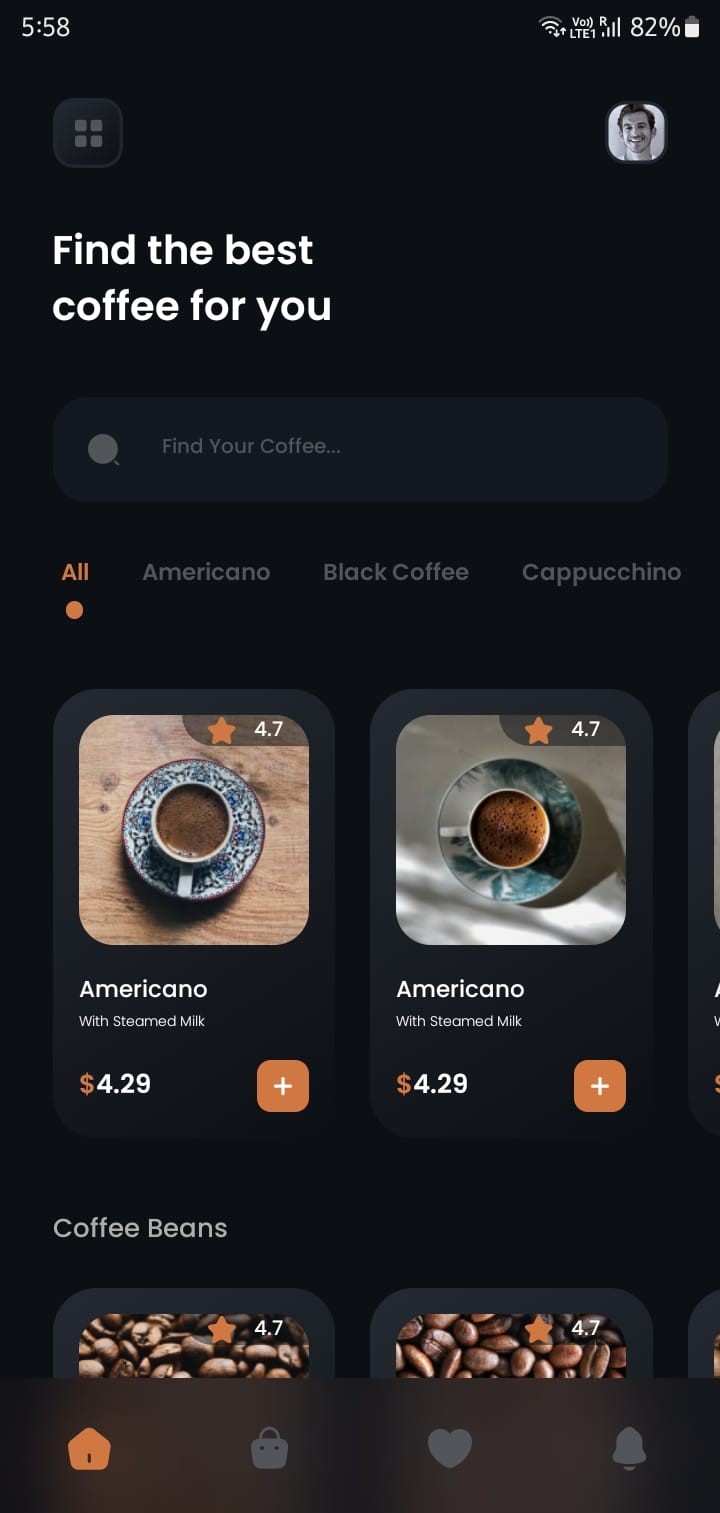 5:58
Vo))
LTE1
R
82%
Find the best
coffee for you
Find Your Coffee...
All Americano Black Coffee Cappucchino
4.7 4.7
Americano Americano
With Steamed Milk With Steamed Milk
$4.29 $4.29
Coffee Beans
4.7 4.7